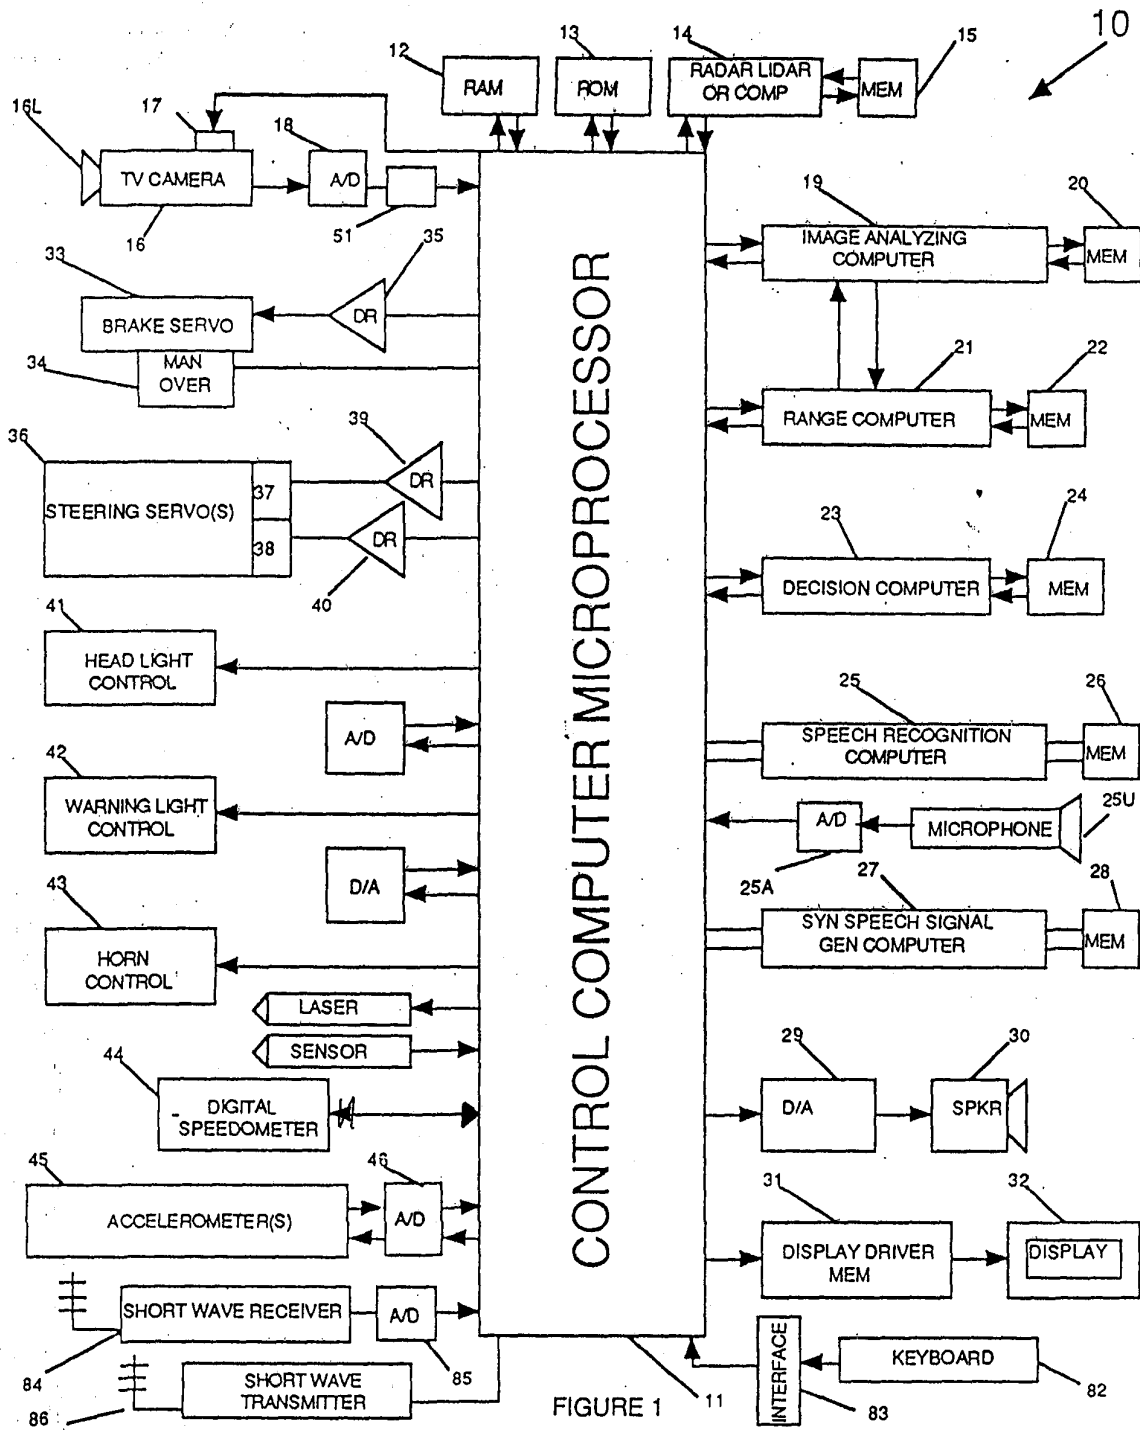 10
12
13
14
15
RAM
ROM
RADAR LIDAR
OR COMP
MEM
16L
17
18
TV CAMERA
A/D
16
51
19
20
IMAGE ANALYZING
COMPUTER
MEM
33
35
BRAKE SERVO
DR
34
MAN
OVER
21
22
RANGE COMPUTER
MEM
36
39
STEERING SERVO(S)
37
38
DR
DR
40
23
24
DECISION COMPUTER
MEM
CONTROL COMPUTER MICROPROCESSOR
41
HEAD LIGHT
CONTROL
A/D
25
26
SPEECH RECOGNITION
COMPUTER
MEM
42
WARNING LIGHT
CONTROL
A/D
MICROPHONE
25U
25A
D/A
43
HORN
CONTROL
27
28
SYN SPEECH SIGNAL
GEN COMPUTER
MEM
LASER
SENSOR
44
DIGITAL
SPEEDOMETER
29
30
D/A
SPKR
45
46
ACCELEROMETER(S)
A/D
31
32
DISPLAY DRIVER
MEM
DISPLAY
SHORT WAVE RECEIVER
A/D
84
85
SHORT WAVE
TRANSMITTER
86
FIGURE 1
11
INTERFACE
KEYBOARD
83
82